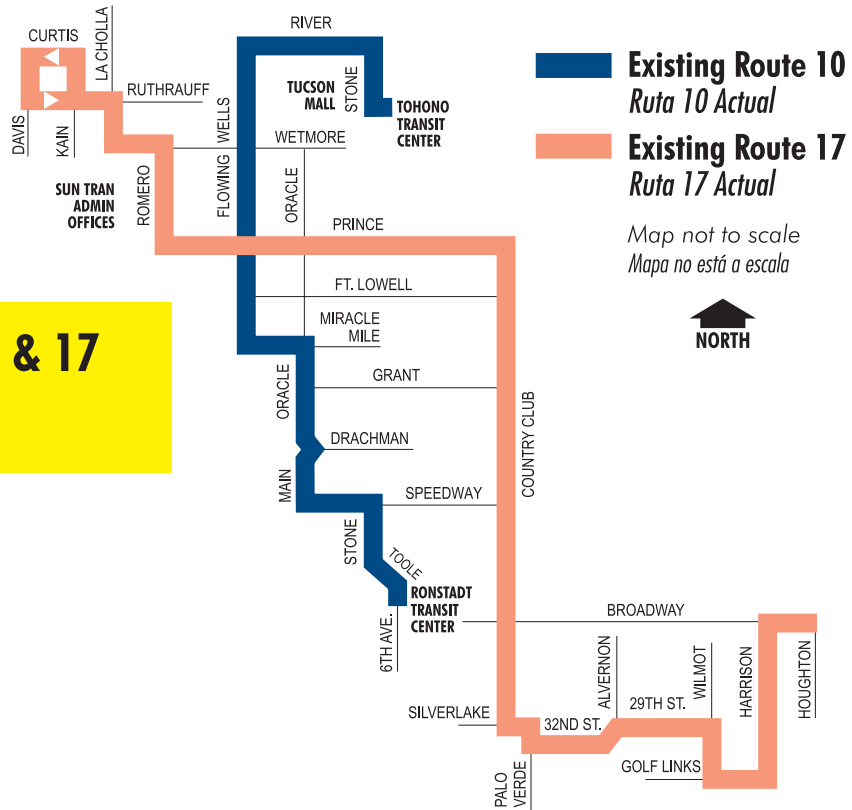 RIVER
CURTIS
LA CHOLLA
RUTHRAUFF
DAVIS
KAIN
TUCSON
MALL
STONE
TOHONO
TRANSIT
CENTER
FLOWING WELLS
WETMORE
ORACLE
SUN TRAN
ADMIN
OFFICES
ROMERO
PRINCE
FT. LOWELL
MIRACLE
MILE
ORACLE
GRANT
DRACHMAN
MAIN
SPEEDWAY
COUNTRY CLUB
STONE
TOOLE
RONSTADT
TRANSIT
CENTER
6TH AVE.
BROADWAY
SILVERLAKE
32ND ST.
ALVERNON
29TH ST.
WILMOT
HARRISON
HOUGHTON
GOLF LINKS
PALO
VERDE
Existing Route 10
Ruta 10 Actual
Existing Route 17
Ruta 17 Actual
Map not to scale
Mapa no está a escala
NORTH
& 17